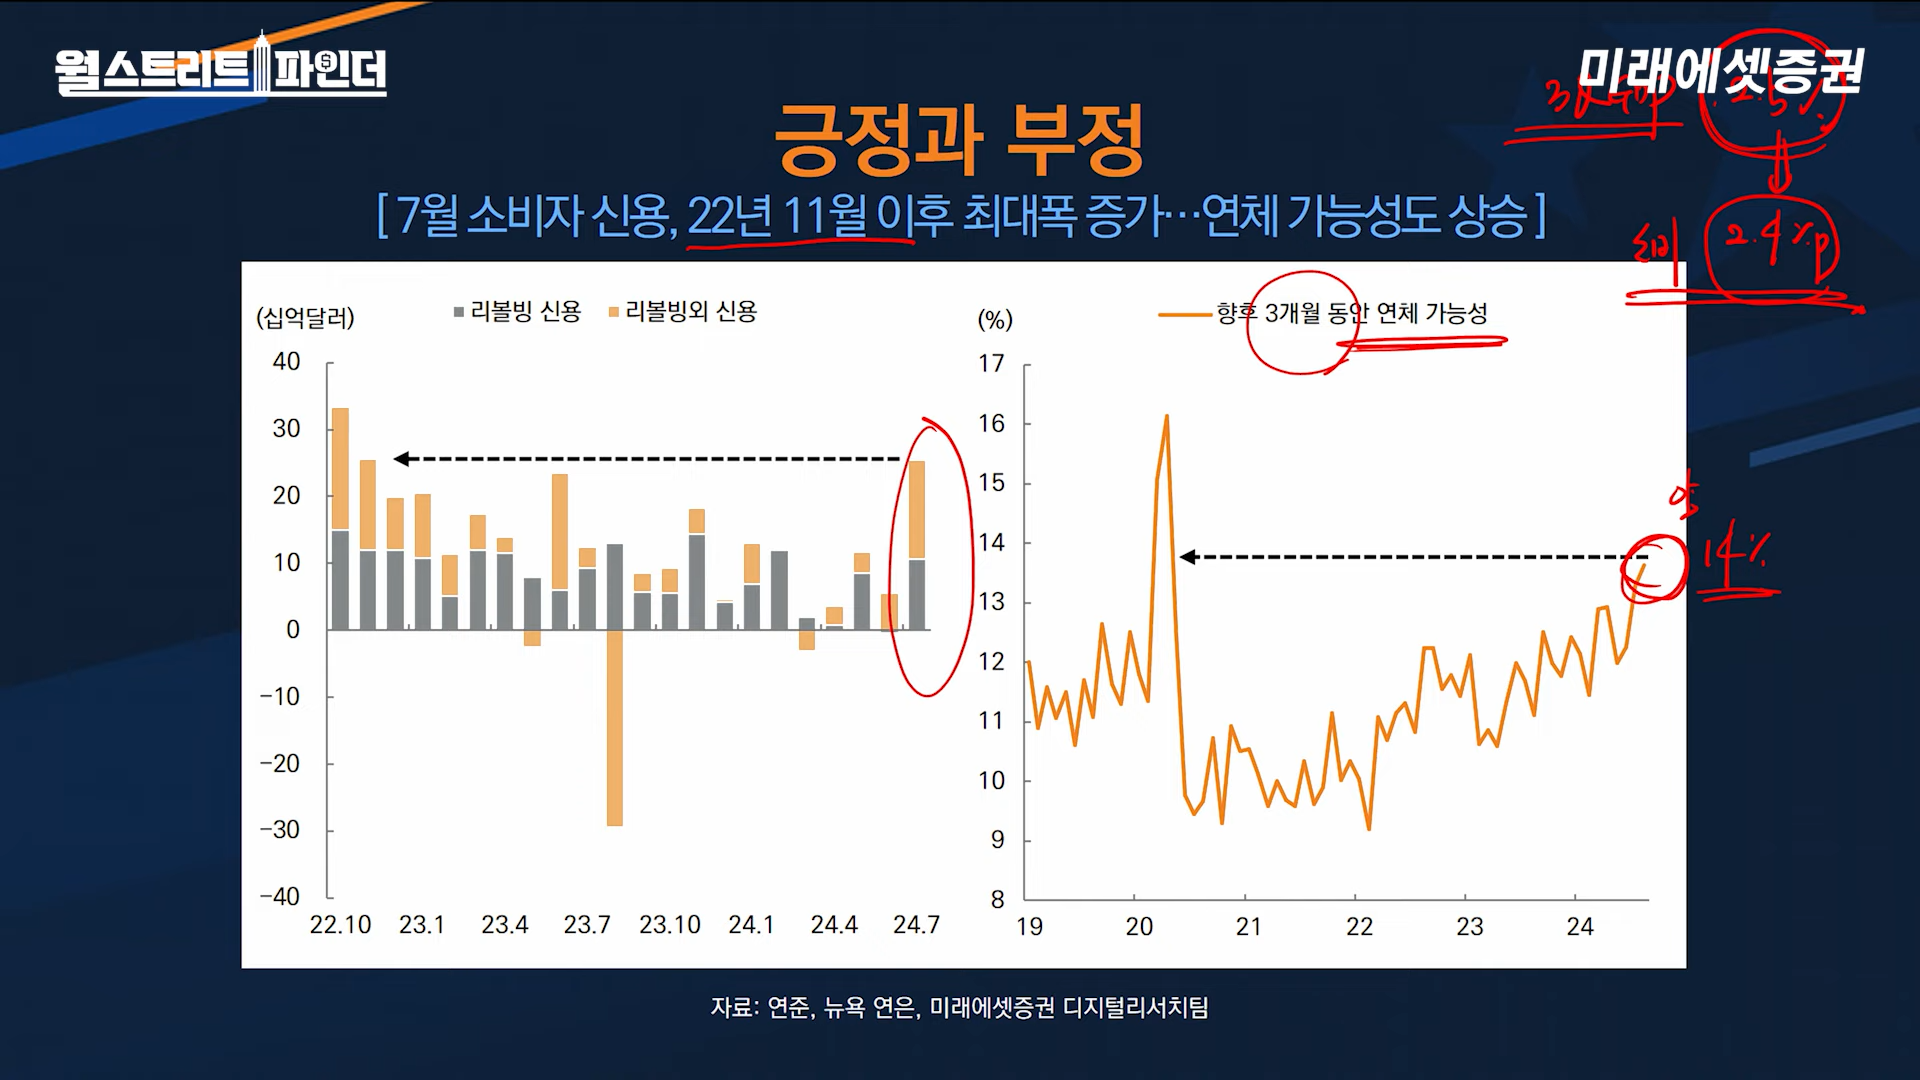 월스트리트 파인더
미래에셋증권
긍정과 부정
[ 7월 소비자 신용, 22년 11월 이후 최대폭 증가…연체 가능성도 상승 ]
2.5%
소비 2.4%p
(십억달러)
리볼빙 신용 리볼빙외 신용
40
30
20
10
0
−10
−20
−30
−40
22.10 23.1 23.4 23.7 23.10 24.1 24.4 24.7
(%)
향후 3개월 동안 연체 가능성
17
16
15
14
13
12
11
10
9
8
19 20 21 22 23 24
약
14%
자료: 연준, 뉴욕 연은, 미래에셋증권 디지털리서치팀